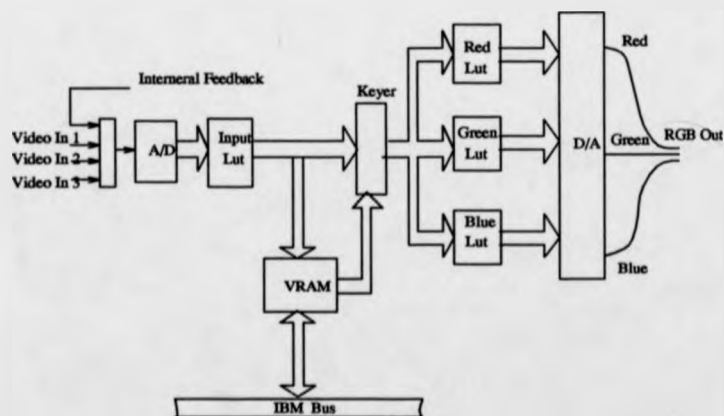 Interneral Feedback
Video In 1
Video In 2
Video In 3
A/D
Input
Lut
Keyer
Red
Lut
Green
Lut
Blue
Lut
D/A
Red
Green
Blue
RGB Out
VRAM
IBM Bus